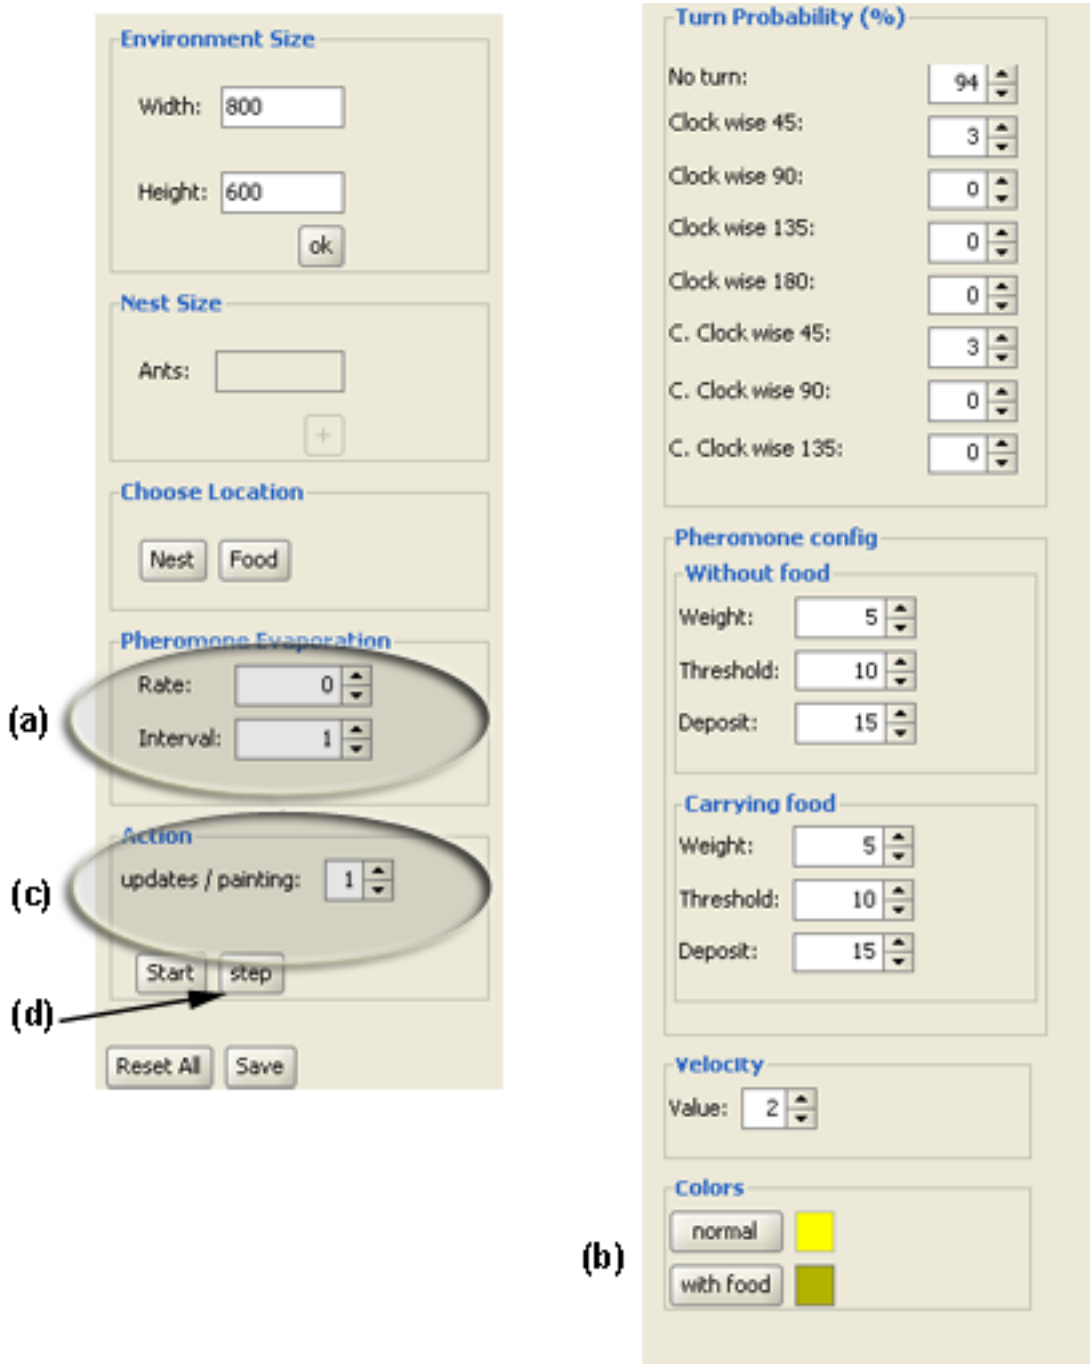 Environment Size
Width: 800
Height: 600
ok
Nest Size
Ants:
+
Choose Location
Nest Food
Pheromone Evaporation
(a)
Rate: 0
Interval: 1
Action
(c)
updates / painting: 1
Start step
(d)
Reset All Save
Turn Probability (%)
No turn: 94
Clock wise 45: 3
Clock wise 90: 0
Clock wise 135: 0
Clock wise 180: 0
C. Clock wise 45: 3
C. Clock wise 90: 0
C. Clock wise 135: 0
Pheromone config
Without food
Weight: 5
Threshold: 10
Deposit: 15
Carrying food
Weight: 5
Threshold: 10
Deposit: 15
Velocity
Value: 2
Colors
normal
(b)
with food